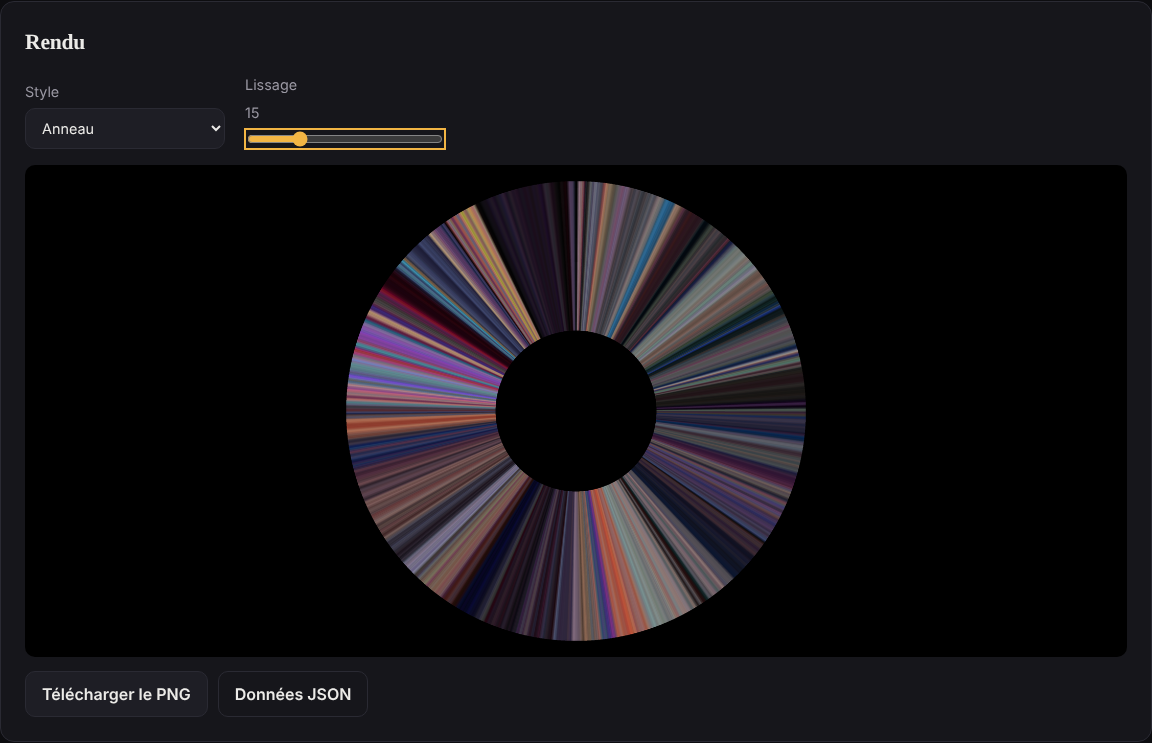 Rendu
Style
Lissage
15
Anneau
Télécharger le PNG
Données JSON